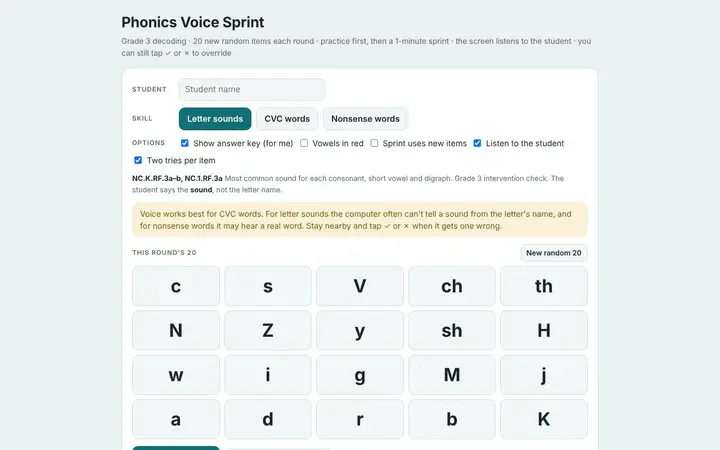 Phonics Voice Sprint
Grade 3 decoding · 20 new random items each round · practice first, then a 1-minute sprint · the screen listens to the student · you
can still tap ✓ or ✗ to override
STUDENT Student name
SKILL Letter sounds CVC words Nonsense words
OPTIONS Show answer key (for me) Vowels in red Sprint uses new items Listen to the student
Two tries per item
NC.K.RF.3a–b, NC.1.RF.3a Most common sound for each consonant, short vowel and digraph. Grade 3 intervention check. The
student says the sound, not the letter name.
Voice works best for CVC words. For letter sounds the computer often can't tell a sound from the letter's name, and
for nonsense words it may hear a real word. Stay nearby and tap ✓ or ✗ when it gets one wrong.
THIS ROUND'S 20 New random 20
c s V ch th
N Z y sh H
w i g M j
a d r b K